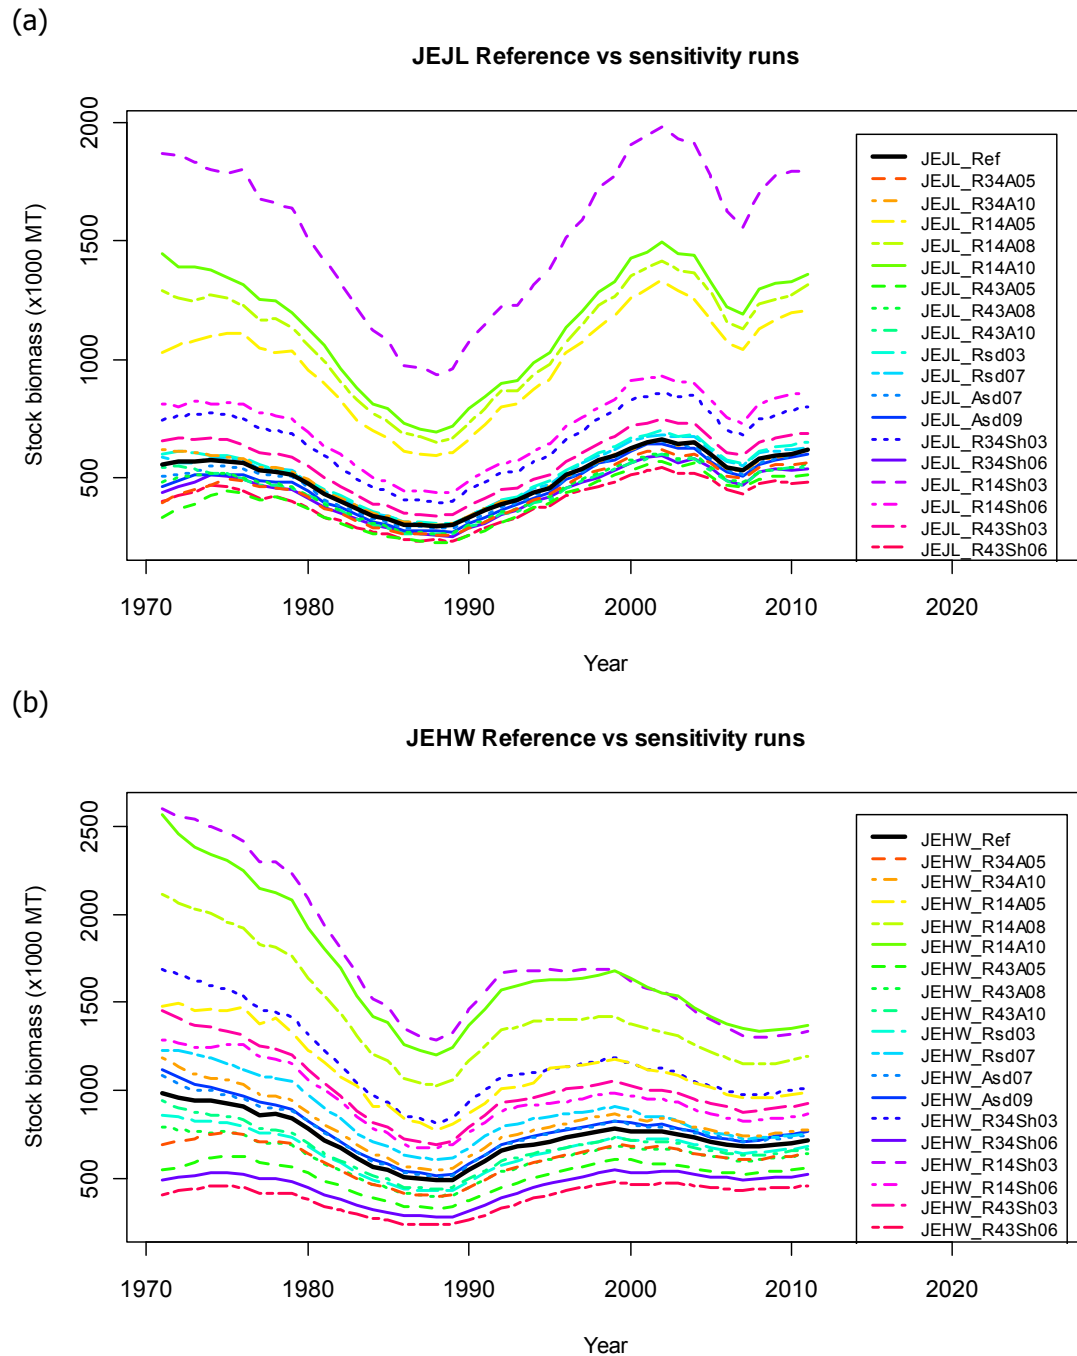 (a)
JEJL Reference vs sensitivity runs
Stock biomass (x1000 MT)
2000
1500
1000
500
JEJL_Ref
JEJL_R34A05
JEJL_R34A10
JEJL_R14A05
JEJL_R14A08
JEJL_R14A10
JEJL_R43A05
JEJL_R43A08
JEJL_R43A10
JEJL_Rsd03
JEJL_Rsd07
JEJL_Asd07
JEJL_Asd09
JEJL_R34Sh03
JEJL_R34Sh06
JEJL_R14Sh03
JEJL_R14Sh06
JEJL_R43Sh03
JEJL_R43Sh06
1970 1980 1990 2000 2010 2020
Year
(b)
JEHW Reference vs sensitivity runs
Stock biomass (x1000 MT)
2500
2000
1500
1000
500
JEHW_Ref
JEHW_R34A05
JEHW_R34A10
JEHW_R14A05
JEHW_R14A08
JEHW_R14A10
JEHW_R43A05
JEHW_R43A08
JEHW_R43A10
JEHW_Rsd03
JEHW_Rsd07
JEHW_Asd07
JEHW_Asd09
JEHW_R34Sh03
JEHW_R34Sh06
JEHW_R14Sh03
JEHW_R14Sh06
JEHW_R43Sh03
JEHW_R43Sh06
1970 1980 1990 2000 2010 2020
Year